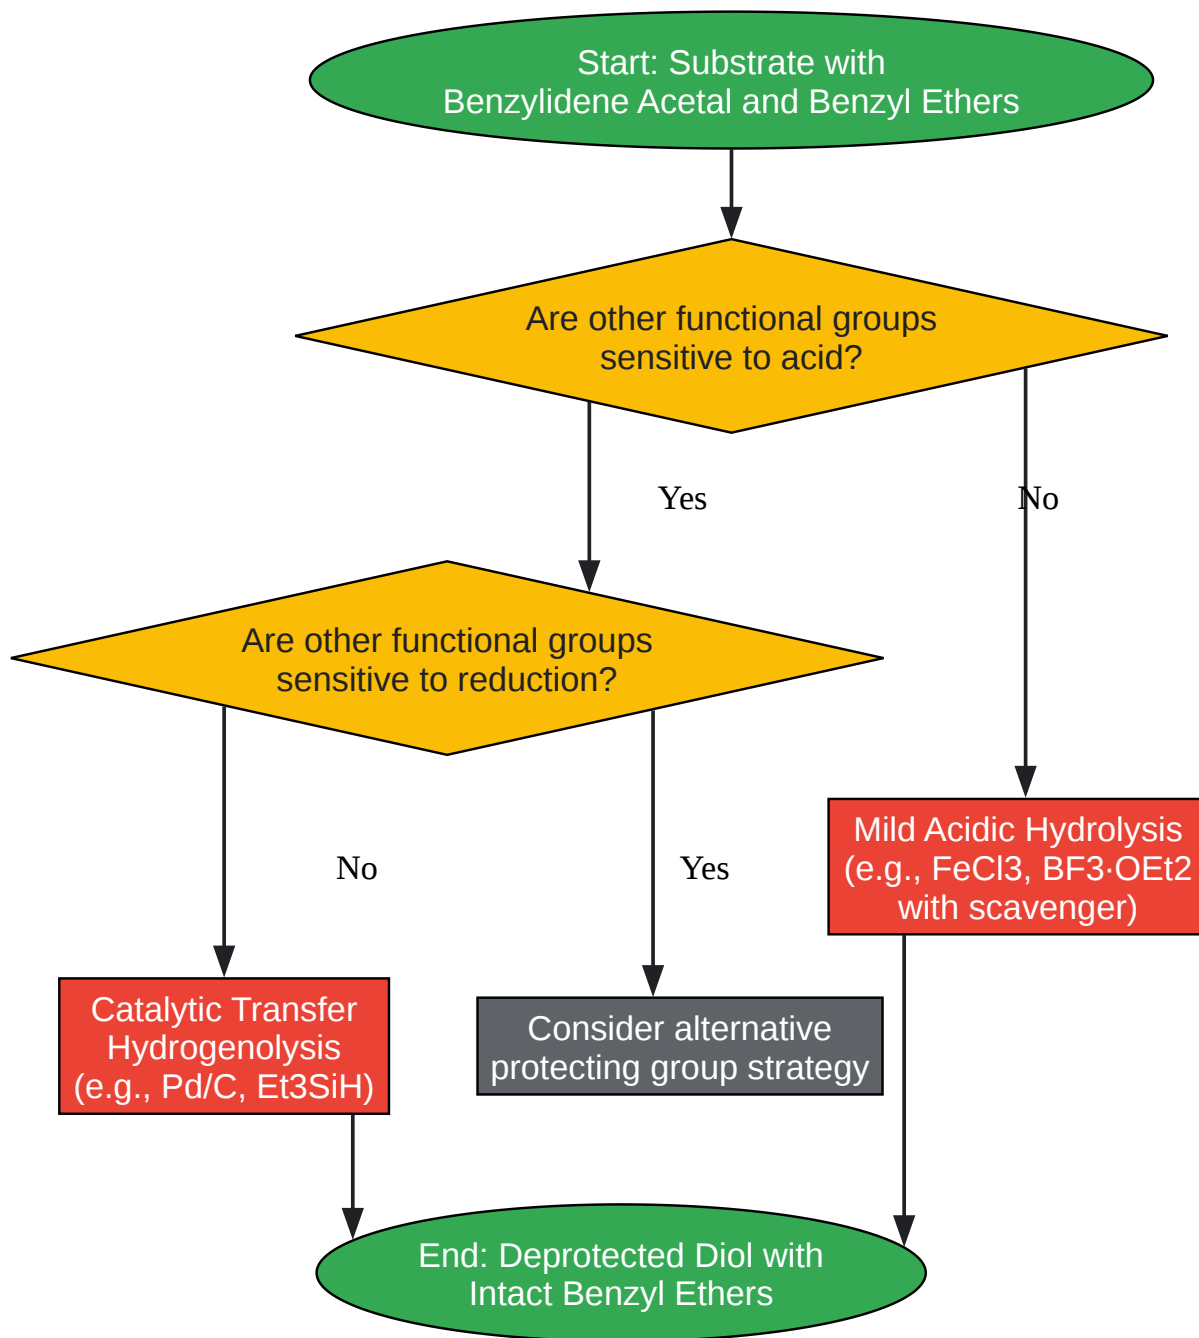 Start: Substrate with
Benzylidene Acetal and Benzyl Ethers
Are other functional groups
sensitive to acid?
Yes
No
Are other functional groups
sensitive to reduction?
No
Yes
Mild Acidic Hydrolysis
(e.g., FeCl3, BF3·OEt2
with scavenger)
Catalytic Transfer
Hydrogenolysis
(e.g., Pd/C, Et3SiH)
Consider alternative
protecting group strategy
End: Deprotected Diol with
Intact Benzyl Ethers